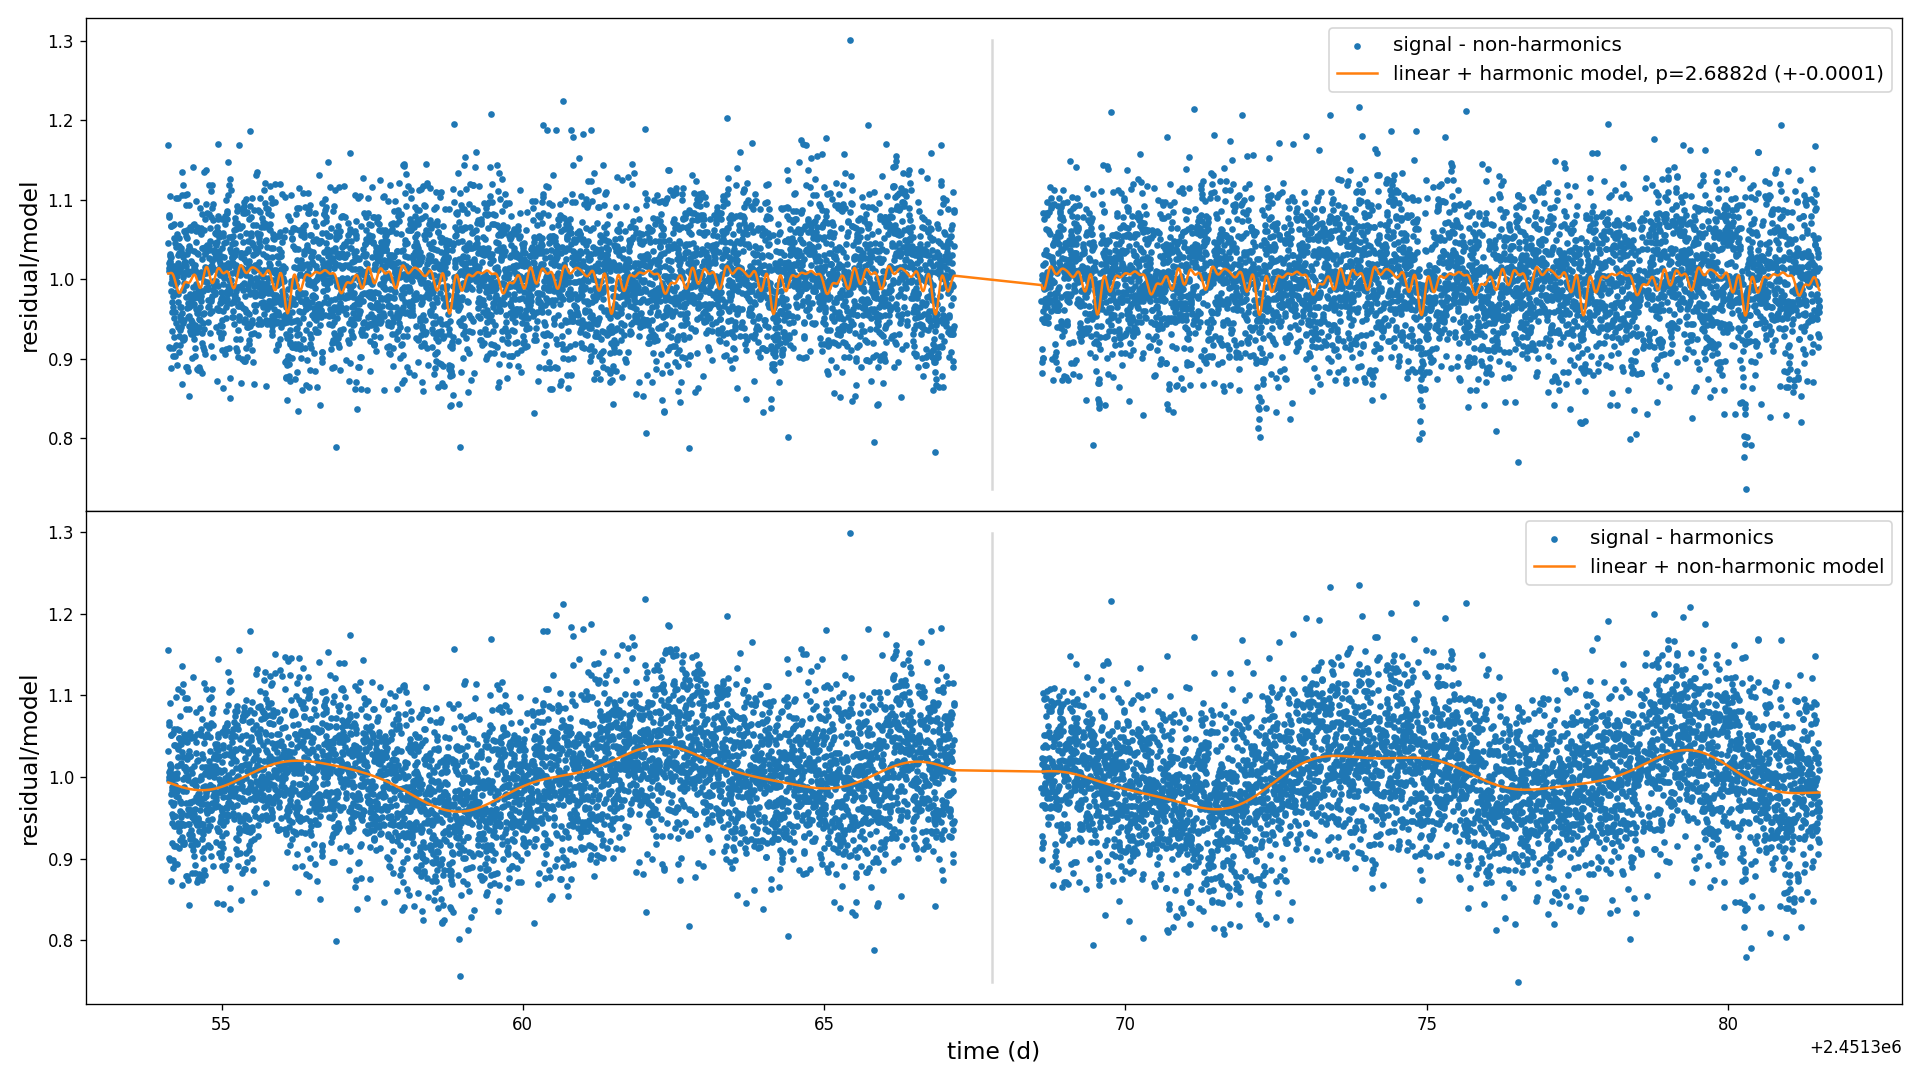 signal - non-harmonics
linear + harmonic model, p=2.6882d (+-0.0001)
residual/model
1.3
1.2
1.1
1.0
0.9
0.8
signal - harmonics
linear + non-harmonic model
residual/model
1.3
1.2
1.1
1.0
0.9
0.8
55 60 65 70 75 80
time (d)
+2.4513e6